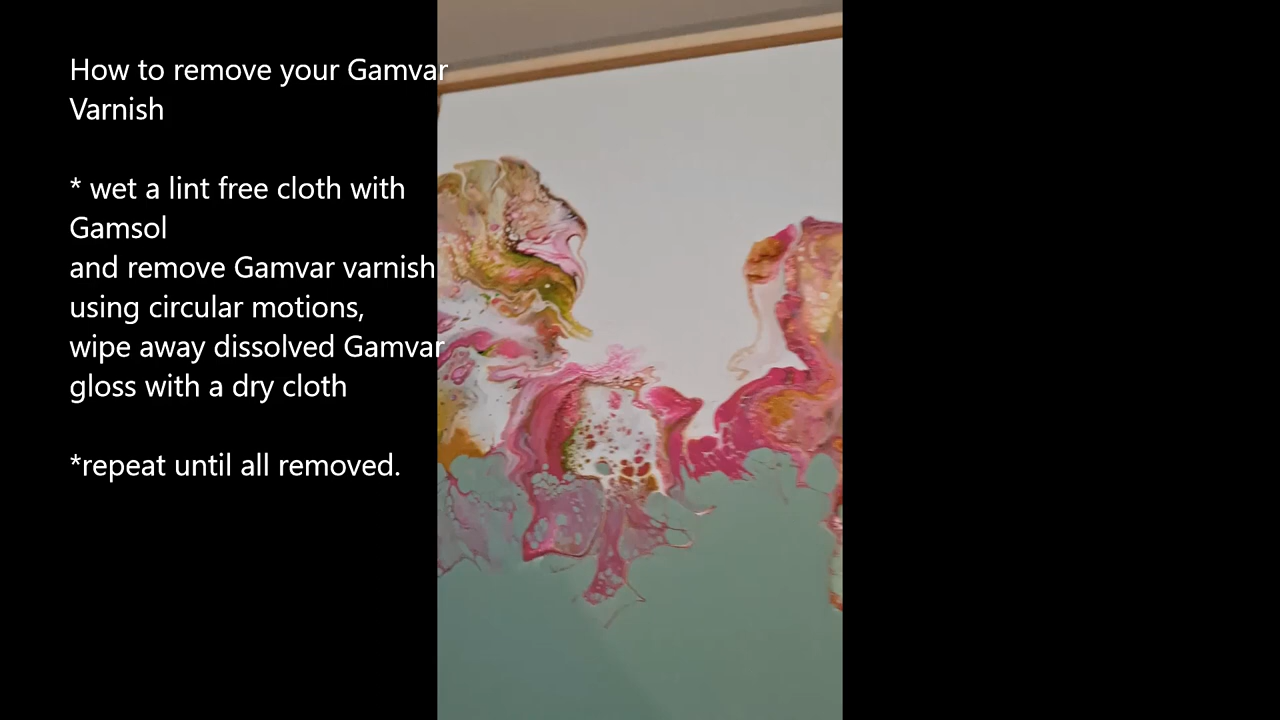 How to remove your Gamvar
Varnish
* wet a lint free cloth with
Gamsol
and remove Gamvar varnish
using circular motions,
wipe away dissolved Gamvar
gloss with a dry cloth
*repeat until all removed.